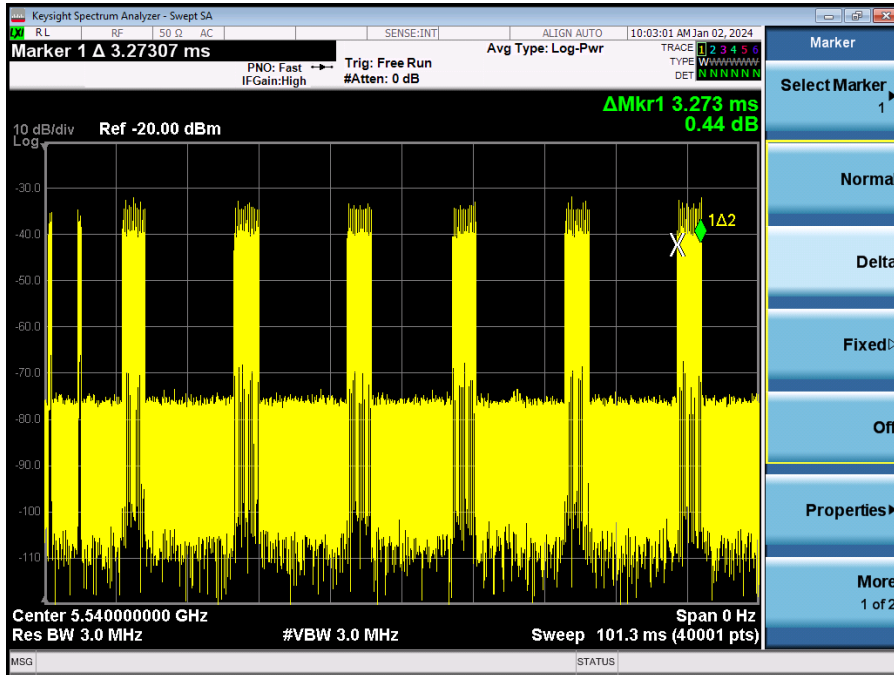 Keysight Spectrum Analyzer - Swept SA
LXI RL RF 50 Ω AC SENSE:INT ALIGN AUTO 10:03:01 AM Jan 02, 2024
Marker 1 Δ 3.27307 ms
PNO: Fast
IFGain:High
Trig: Free Run
#Atten: 0 dB
Avg Type: Log-Pwr
TRACE 1 2 3 4 5 6
TYPE W
DET N N N N N N
ΔMkr1 3.273 ms
0.44 dB
10 dB/div
Log
Ref -20.00 dBm
-30.0
-40.0
-50.0
-60.0
-70.0
-80.0
-90.0
-100
-110
1Δ2
X
Center 5.540000000 GHz
Span 0 Hz
Res BW 3.0 MHz
#VBW 3.0 MHz
Sweep 101.3 ms (40001 pts)
MSG
STATUS
Marker
Select Marker
1
Normal
Delta
Fixed
Off
Properties
More
1 of 2